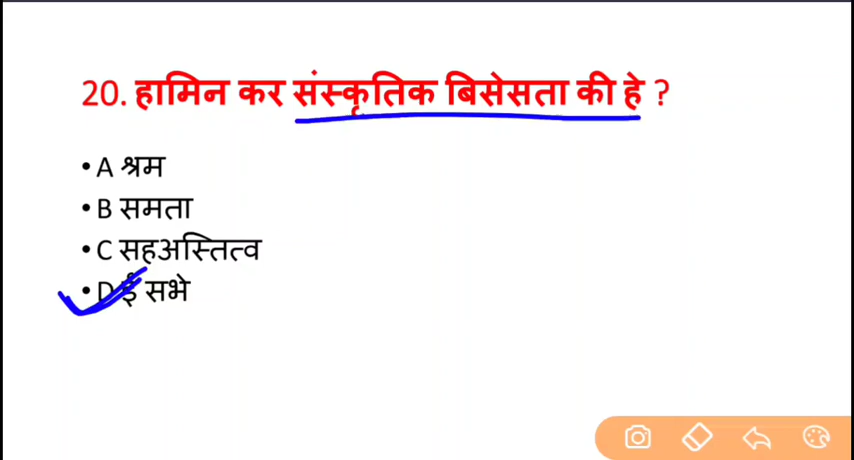 20. हामिन कर संस्कृतिक बिसेसता की हे ?
• A श्रम
• B समता
• C सहअस्तित्व
• D ई सभे